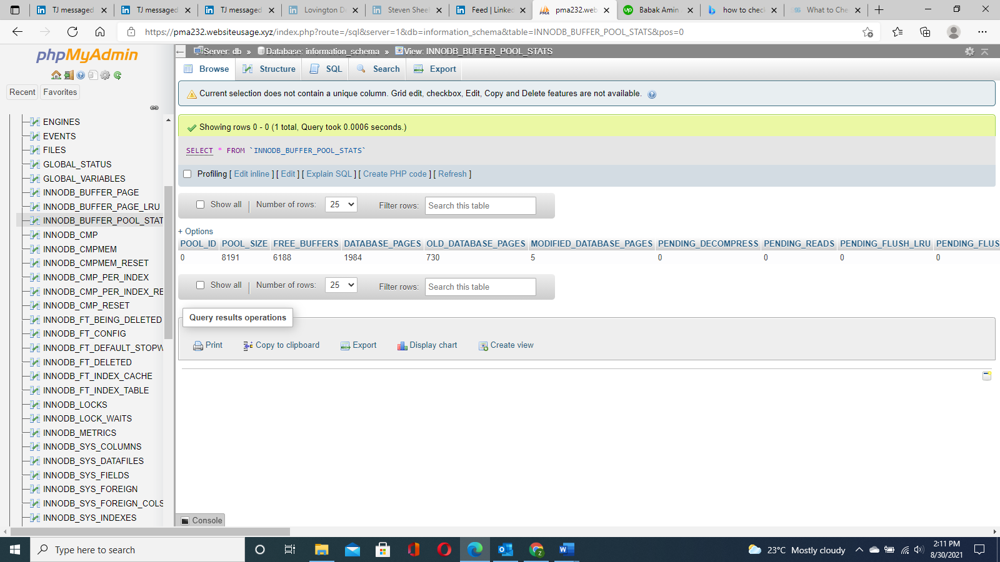 TJ messaged
TJ messaged
TJ messaged
Lovington D
Steven Shee
Feed | Linke
pma232.web
Babak Amin
how to chec
What to Che
https://pma232.websiteusage.xyz/index.php?route=/sql&server=1&db=information_schema&table=INNODB_BUFFER_POOL_STATS&pos=0
phpMyAdmin
Recent
Favorites
ENGINES
EVENTS
FILES
GLOBAL_STATUS
GLOBAL_VARIABLES
INNODB_BUFFER_PAGE
INNODB_BUFFER_PAGE_LRU
INNODB_BUFFER_POOL_STAT
INNODB_CMP
INNODB_CMPMEM
INNODB_CMPMEM_RESET
INNODB_CMP_PER_INDEX
INNODB_CMP_PER_INDEX_RE
INNODB_CMP_RESET
INNODB_FT_BEING_DELETED
INNODB_FT_CONFIG
INNODB_FT_DEFAULT_STOPW
INNODB_FT_DELETED
INNODB_FT_INDEX_CACHE
INNODB_FT_INDEX_TABLE
INNODB_LOCKS
INNODB_LOCK_WAITS
INNODB_METRICS
INNODB_SYS_COLUMNS
INNODB_SYS_DATAFILES
INNODB_SYS_FIELDS
INNODB_SYS_FOREIGN
INNODB_SYS_FOREIGN_COLS
INNODB_SYS_INDEXES
Server: db » Database: information_schema » View: INNODB_BUFFER_POOL_STATS
Browse Structure SQL Search Export
Current selection does not contain a unique column. Grid edit, checkbox, Edit, Copy and Delete features are not available.
Showing rows 0 - 0 (1 total, Query took 0.0006 seconds.)
SELECT * FROM `INNODB_BUFFER_POOL_STATS`
Profiling [ Edit inline ] [ Edit ] [ Explain SQL ] [ Create PHP code ] [ Refresh ]
Show all | Number of rows: 25 Filter rows: Search this table
+ Options
POOL_ID POOL_SIZE FREE_BUFFERS DATABASE_PAGES OLD_DATABASE_PAGES MODIFIED_DATABASE_PAGES PENDING_DECOMPRESS PENDING_READS PENDING_FLUSH_LRU PENDING_FLUS
0 8191 6188 1984 730 5 0 0 0 0
Show all | Number of rows: 25 Filter rows: Search this table
Query results operations
Print Copy to clipboard Export Display chart Create view
Console
Type here to search
23°C Mostly cloudy
2:11 PM
8/30/2021